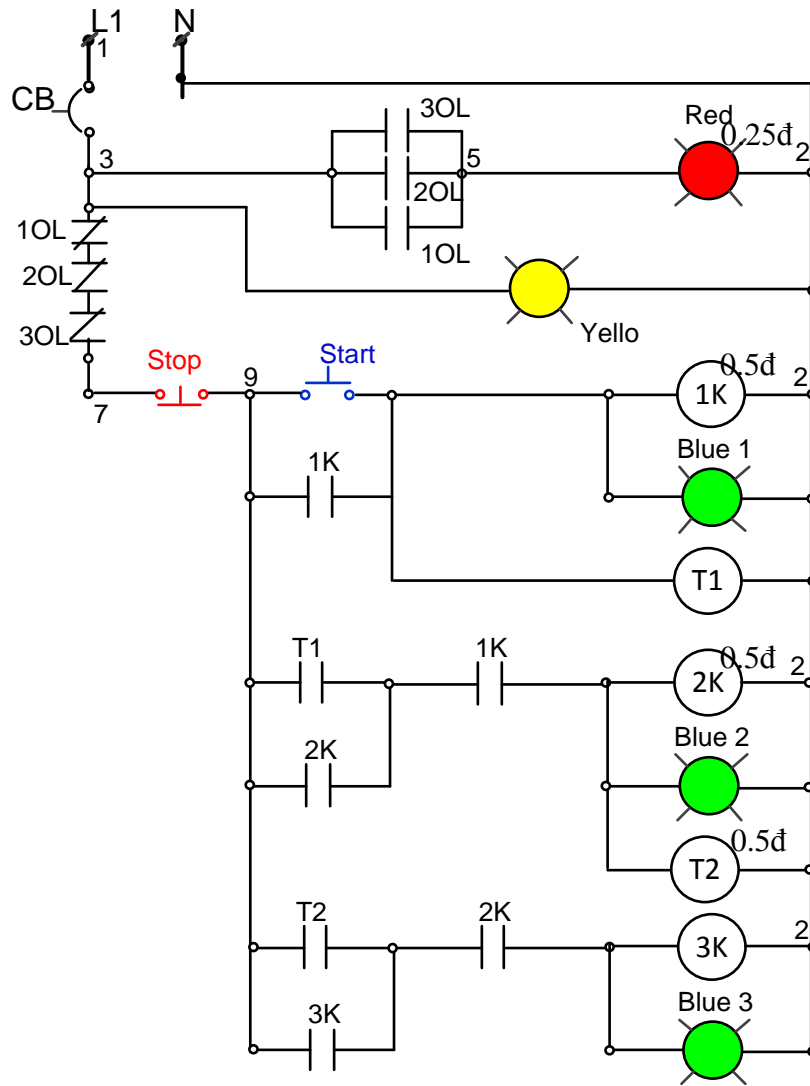 L1 N
1
CB
3OL
Red
0.25đ
3 5 2
2OL
1OL
1OL
2OL
Yello
3OL
Stop Start 0.5đ
9 2
7 1K
Blue 1
1K
T1
T1 1K 0.5đ
2
2K
Blue 2
2K
0.5đ
T2
T2 2K 2
3K
Blue 3
3K